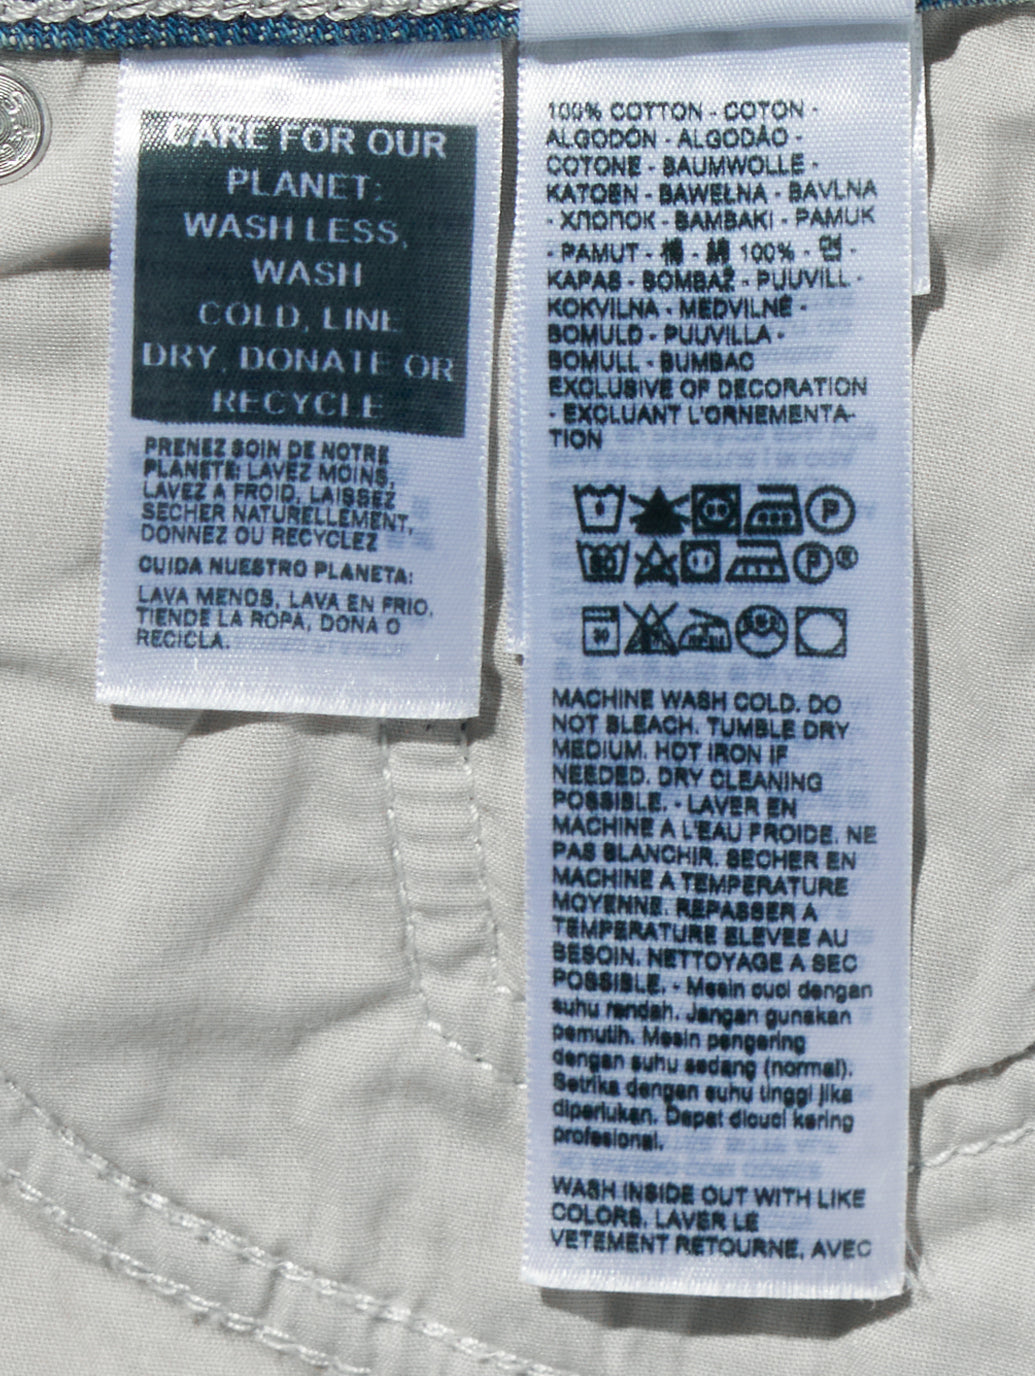 CARE FOR OUR
PLANET:
WASH LESS,
WASH
COLD, LINE
DRY, DONATE OR
RECYCLE
PRENEZ SOIN DE NOTRE
PLANETE: LAVEZ MOINS,
LAVEZ A FROID, LAISSEZ
SECHER NATURELLEMENT,
DONNEZ OU RECYCLEZ
CUIDA NUESTRO PLANETA:
LAVA MENOS, LAVA EN FRIO,
TIENDE LA ROPA, DONA O
RECICLA.
100% COTTON - COTON -
ALGODÓN - ALGODÃO -
COTONE - BAUMWOLLE -
KATOEN - BAWEŁNA - BAVLNA
- ХЛОПОК - BAMBAKI - PAMUK
- PAMUT - 棉 - 綿 100% - 면 -
KAPAS - BOMBAŽ - PUUVILL -
KOKVILNA - MEDVILNĖ -
BOMULD - PUUVILLA -
BOMULL - BUMBAC
EXCLUSIVE OF DECORATION
- EXCLUANT L'ORNEMENTA-
TION
MACHINE WASH COLD. DO
NOT BLEACH. TUMBLE DRY
MEDIUM. HOT IRON IF
NEEDED. DRY CLEANING
POSSIBLE. - LAVER EN
MACHINE A L'EAU FROIDE. NE
PAS BLANCHIR. SECHER EN
MACHINE A TEMPERATURE
MOYENNE. REPASSER A
TEMPERATURE ELEVEE AU
BESOIN. NETTOYAGE A SEC
POSSIBLE. - Mesin cuci dengan
suhu rendah. Jangan gunakan
pemutih. Mesin pengering
dengan suhu sedang (normal).
Setrika dengan suhu tinggi jika
diperlukan. Dapat dicuci kering
profesional.
WASH INSIDE OUT WITH LIKE
COLORS. LAVER LE
VETEMENT RETOURNE, AVEC